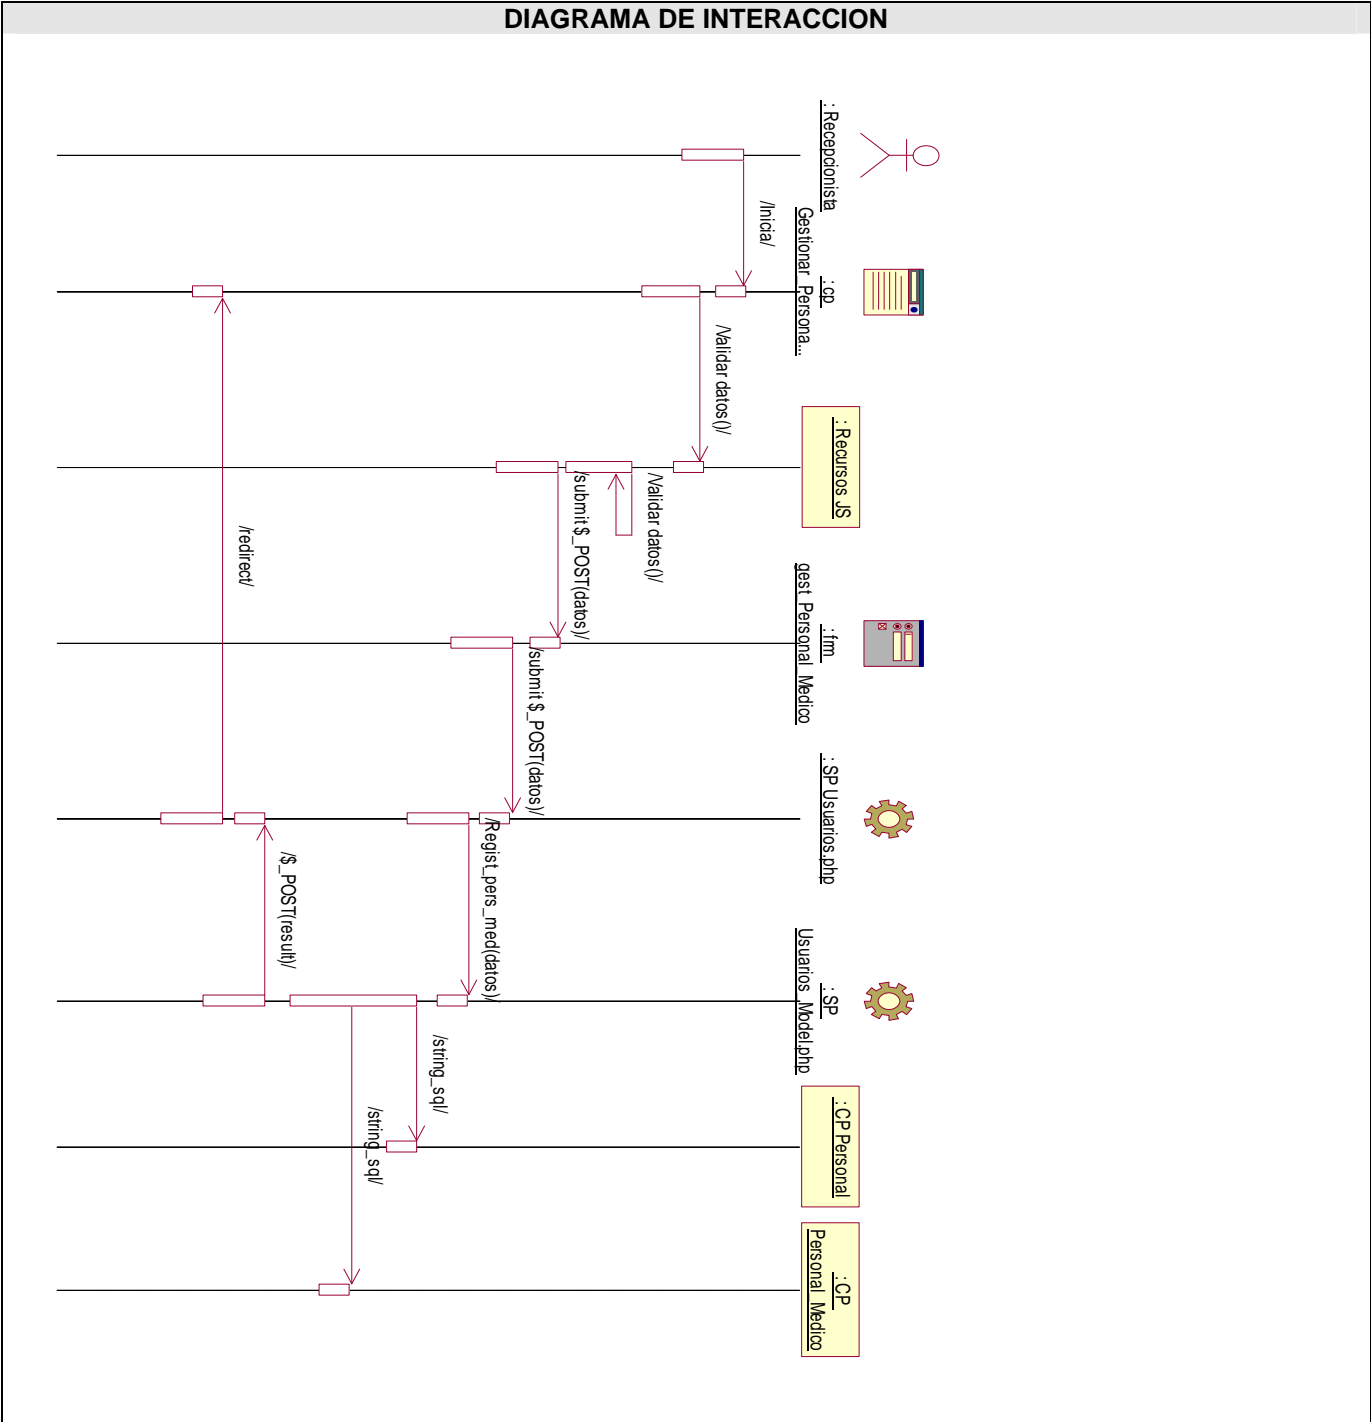 DIAGRAMA DE INTERACCION
: Recepcionista
: cp
Gestionar_Persona...
: Recursos JS
: frm
gest_Personal_Medico
: SP Usuarios.php
: SP
Usuarios_Model.php
: CP Personal
: CP
Personal_Medico
/Inicia/
/Validar datos()/
/Validar datos()/
/submit $_POST(datos)/
/submit $_POST(datos)/
/Regist_pers_med(datos)/
/string_sql/
/string_sql/
/$_POST(result)/
/redirect/